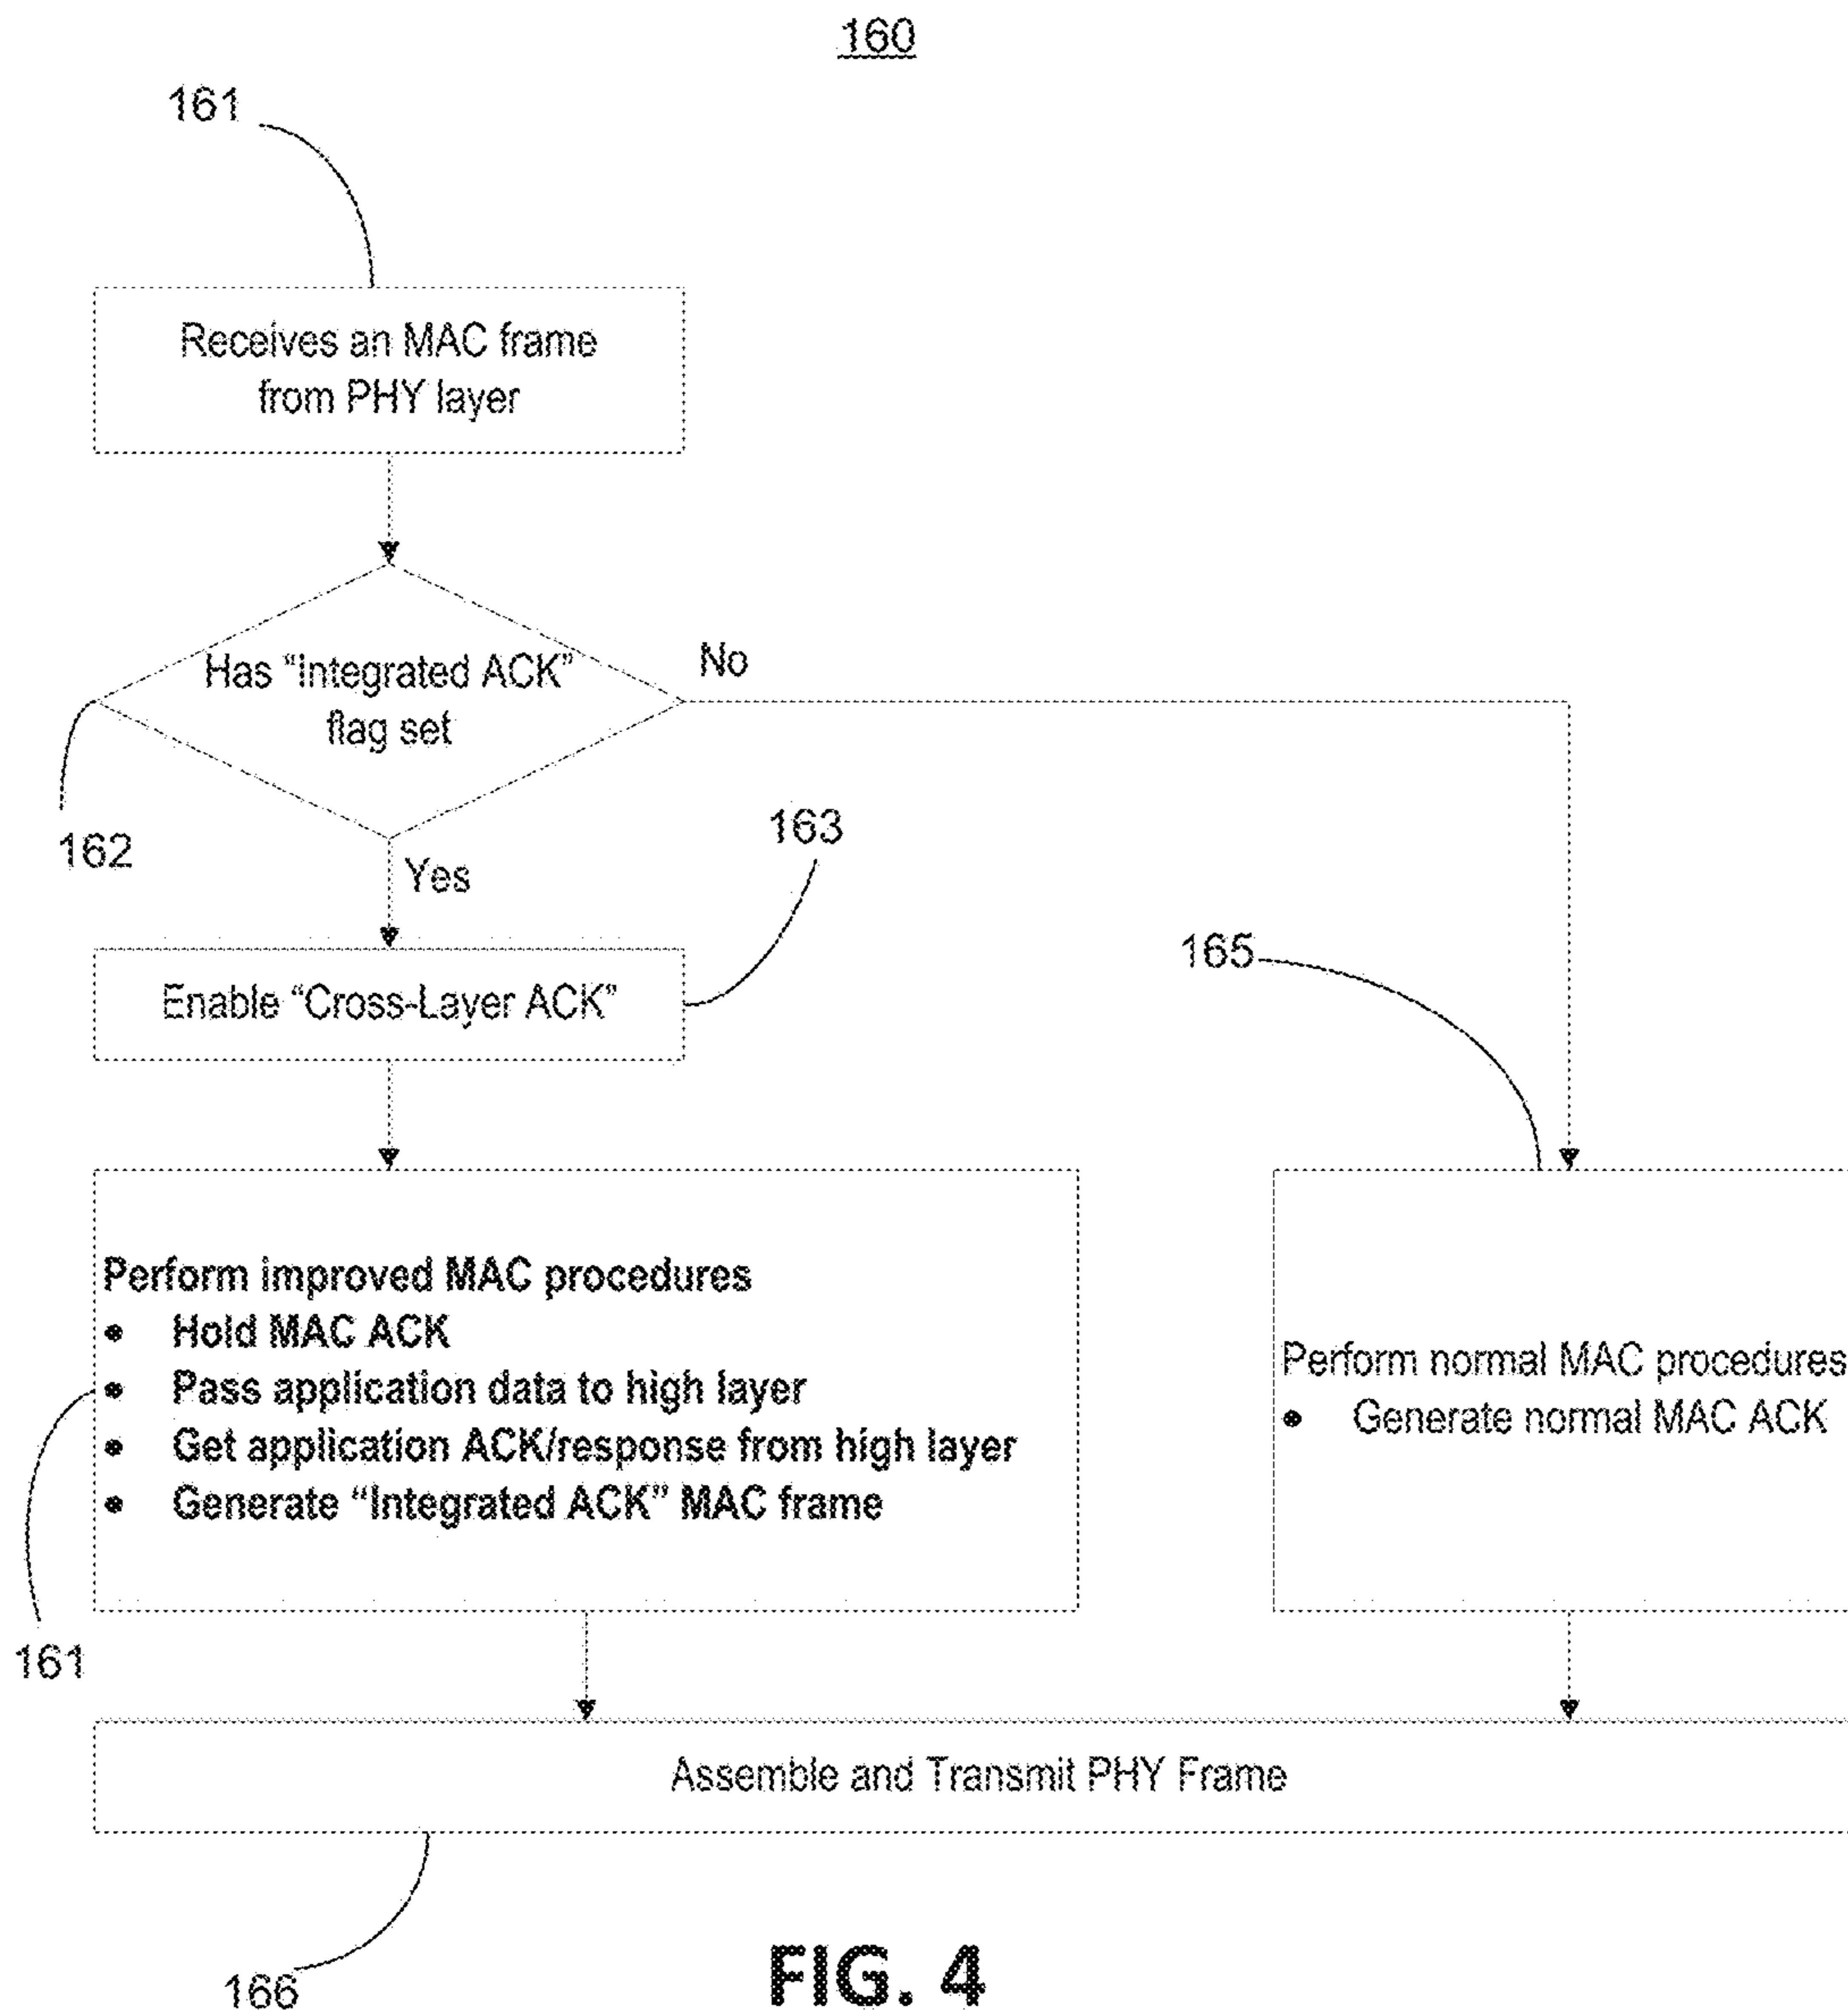 160
161
Receives an MAC frame
from PHY layer
Has “Integrated ACK”
flag set
No
162
Yes
163
Enable “Cross-Layer ACK”
165
Perform improved MAC procedures
• Hold MAC ACK
• Pass application data to high layer
• Get application ACK/response from high layer
• Generate “Integrated ACK” MAC frame
Perform normal MAC procedures
• Generate normal MAC ACK
161
Assemble and Transmit PHY Frame
166
FIG. 4